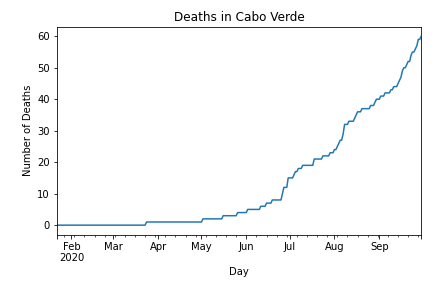 Deaths in Cabo Verde
60
50
40
30
20
10
0
Number of Deaths
Feb Mar Apr May Jun Jul Aug Sep
2020
Day